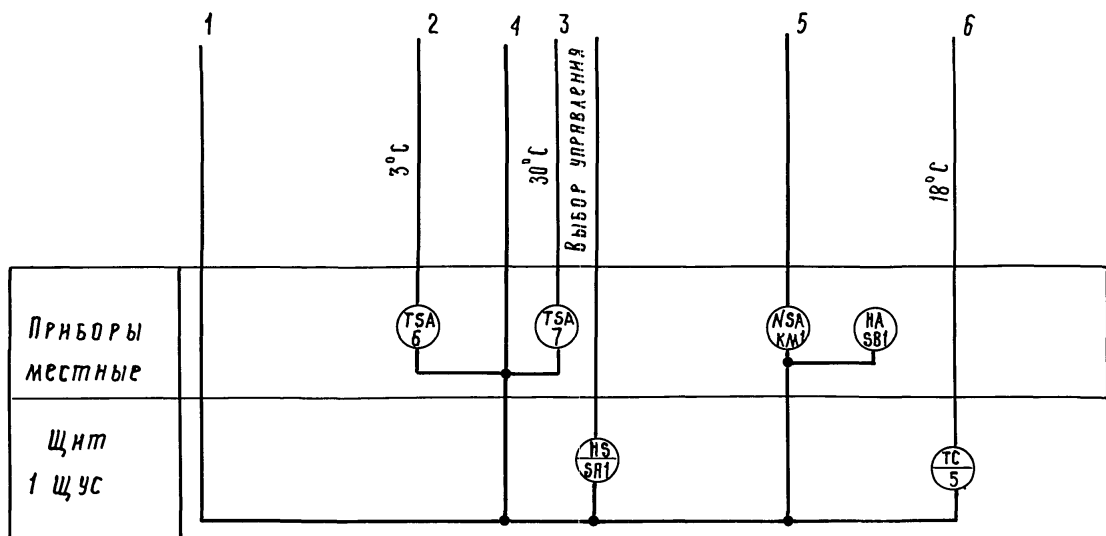 1
2
4
3
5
6
3°С
30°С
Выбор управления
18°С
Приборы
местные
TSA
6
TSA
7
NSA
КМ1
HA
SB1
Щит
1 ЩУС
HS
SA1
TC
5